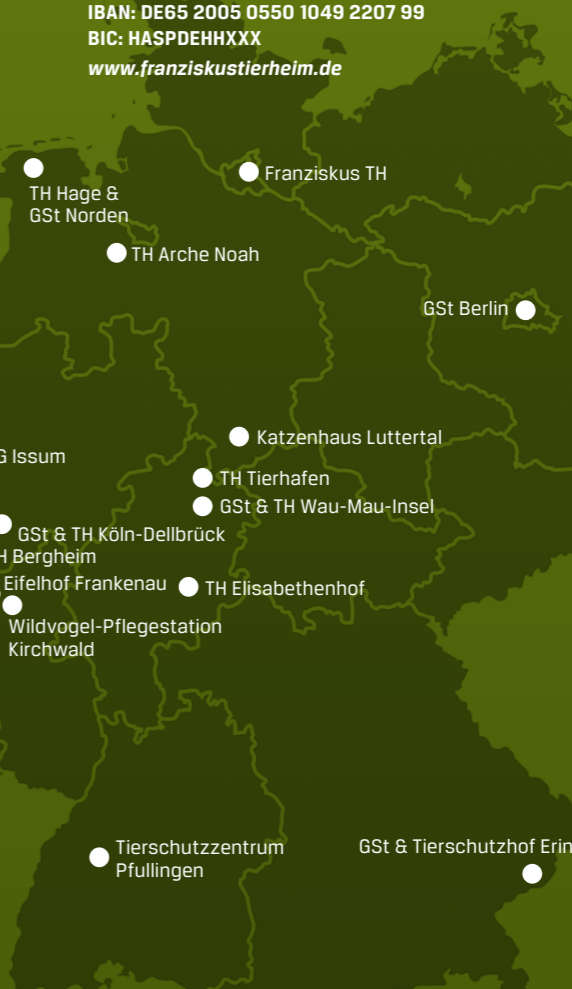 IBAN: DE65 2005 0550 1049 2207 99
BIC: HASPDEHHXXX
www.franziskustierheim.de
Franziskus TH
TH Hage &
GSt Norden
TH Arche Noah
GSt Berlin
Katzenhaus Luttertal
G Issum
TH Tierhafen
GSt & TH Wau-Mau-Insel
GSt & TH Köln-Dellbrück
H Bergheim
Eifelhof Frankenau
TH Elisabethenhof
Wildvogel-Pflegestation
Kirchwald
Tierschutzzentrum
Pfullingen
GSt & Tierschutzhof Erin